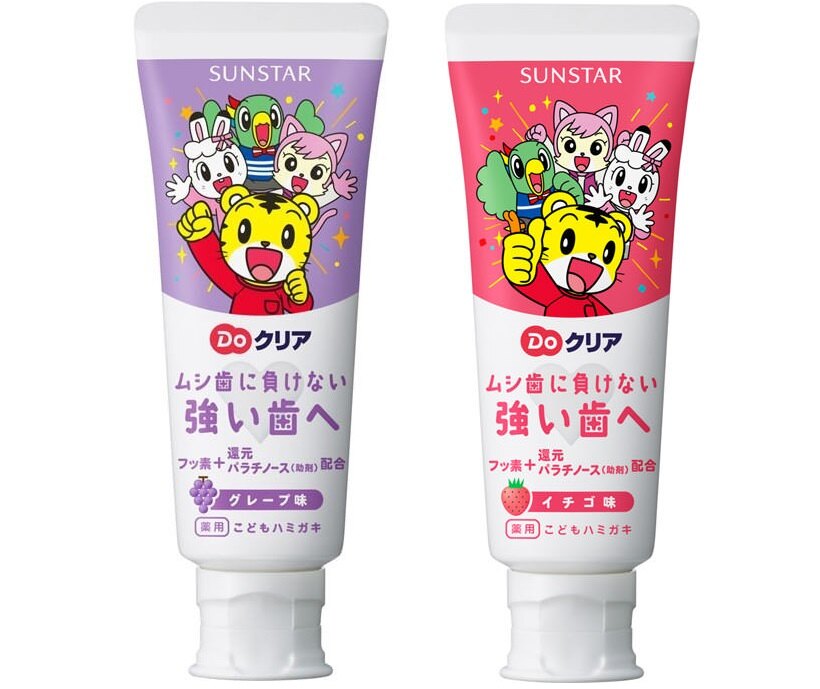 SUNSTAR
Do クリア
ムシ歯に負けない
強い歯へ
フッ素+還元パラチノース(助剤)配合
グレープ味
薬用 こどもハミガキ
SUNSTAR
Do クリア
ムシ歯に負けない
強い歯へ
フッ素+還元パラチノース(助剤)配合
イチゴ味
薬用 こどもハミガキ